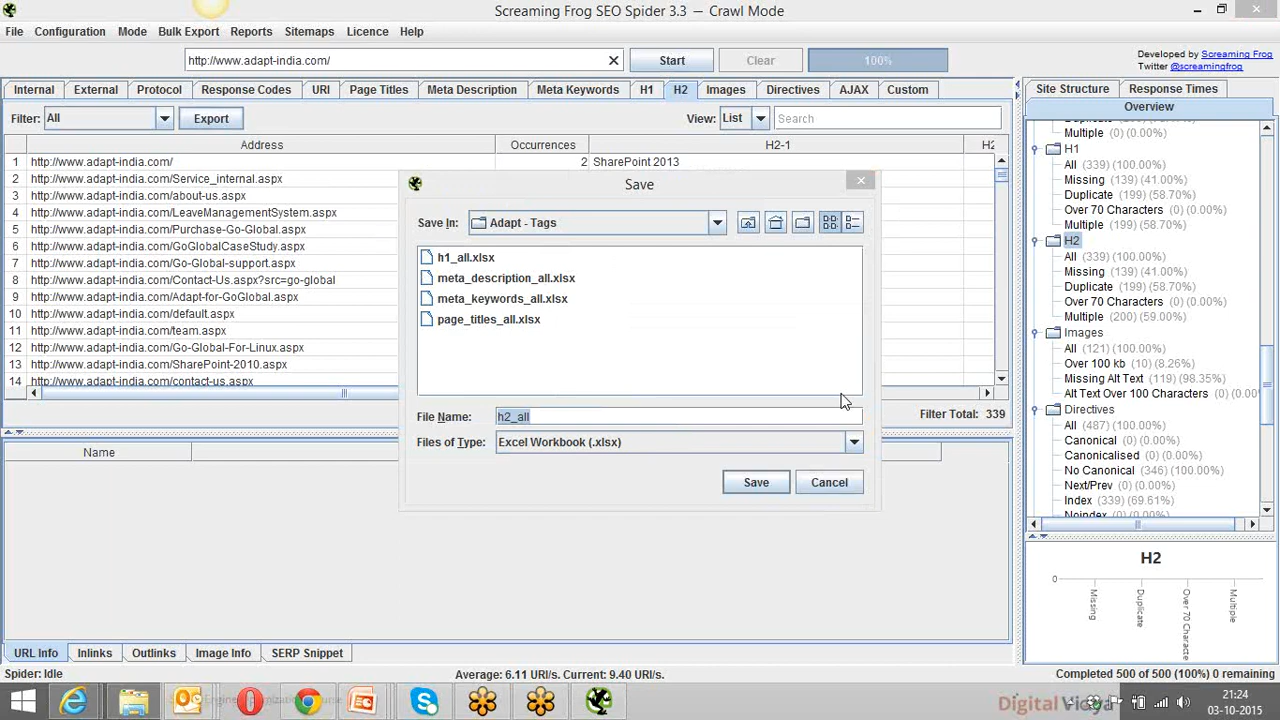 Screaming Frog SEO Spider 3.3 – Crawl Mode
File Configuration Mode Bulk Export Reports Sitemaps Licence Help
http://www.adapt-india.com/ Start Clear 100%
Developed by Screaming Frog
Twitter @screamingfrog
Internal External Protocol Response Codes URI Page Titles Meta Description Meta Keywords H1 H2 Images Directives AJAX Custom
Filter: All Export View: List Search
Address Occurrences H2-1 H2
1 http://www.adapt-india.com/ 2 SharePoint 2013
2 http://www.adapt-india.com/Service_internal.aspx
3 http://www.adapt-india.com/about-us.aspx
4 http://www.adapt-india.com/LeaveManagementSystem.aspx
5 http://www.adapt-india.com/Purchase-Go-Global.aspx
6 http://www.adapt-india.com/GoGlobalCaseStudy.aspx
7 http://www.adapt-india.com/Go-Global-support.aspx
8 http://www.adapt-india.com/Contact-Us.aspx?src=go-global
9 http://www.adapt-india.com/Adapt-for-GoGlobal.aspx
10 http://www.adapt-india.com/default.aspx
11 http://www.adapt-india.com/team.aspx
12 http://www.adapt-india.com/Go-Global-For-Linux.aspx
13 http://www.adapt-india.com/SharePoint-2010.aspx
14 http://www.adapt-india.com/contact-us.aspx
Filter Total: 339
Save
Save In: Adapt - Tags
h1_all.xlsx
meta_description_all.xlsx
meta_keywords_all.xlsx
page_titles_all.xlsx
File Name: h2_all
Files of Type: Excel Workbook (.xlsx)
Save Cancel
Name
URL Info Inlinks Outlinks Image Info SERP Snippet
Site Structure Response Times
Overview
Duplicate (0) (0.00%)
Multiple (0) (0.00%)
H1
All (339) (100.00%)
Missing (139) (41.00%)
Duplicate (199) (58.70%)
Over 70 Characters (0) (0.00%)
Multiple (199) (58.70%)
H2
All (339) (100.00%)
Missing (139) (41.00%)
Duplicate (199) (58.70%)
Over 70 Characters (0) (0.00%)
Multiple (200) (59.00%)
Images
All (121) (100.00%)
Over 100 kb (10) (8.26%)
Missing Alt Text (119) (98.35%)
Alt Text Over 100 Characters (0) (0.00
Directives
All (487) (100.00%)
Canonical (0) (0.00%)
Canonicalised (0) (0.00%)
No Canonical (346) (100.00%)
Next/Prev (0) (0.00%)
Index (339) (69.61%)
Noindex (0) (0.00%)
H2
0
Missing
Duplicate
Over 70 Characte
Multiple
Spider: Idle Average: 6.11 URI/s. Current: 9.40 URI/s. Completed 500 of 500 (100.00%) 0 Remaining
Digital Vidya
21:24
03-10-2015